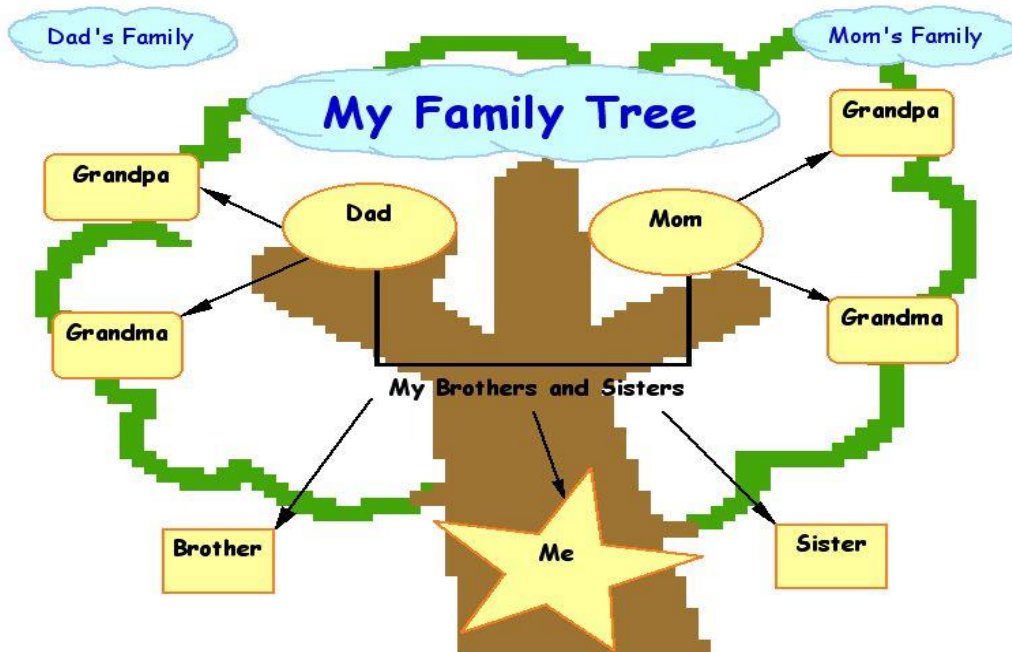 Dad's Family
Mom's Family
My Family Tree
Grandpa
Grandpa
Dad
Mom
Grandma
Grandma
My Brothers and Sisters
Brother
Me
Sister